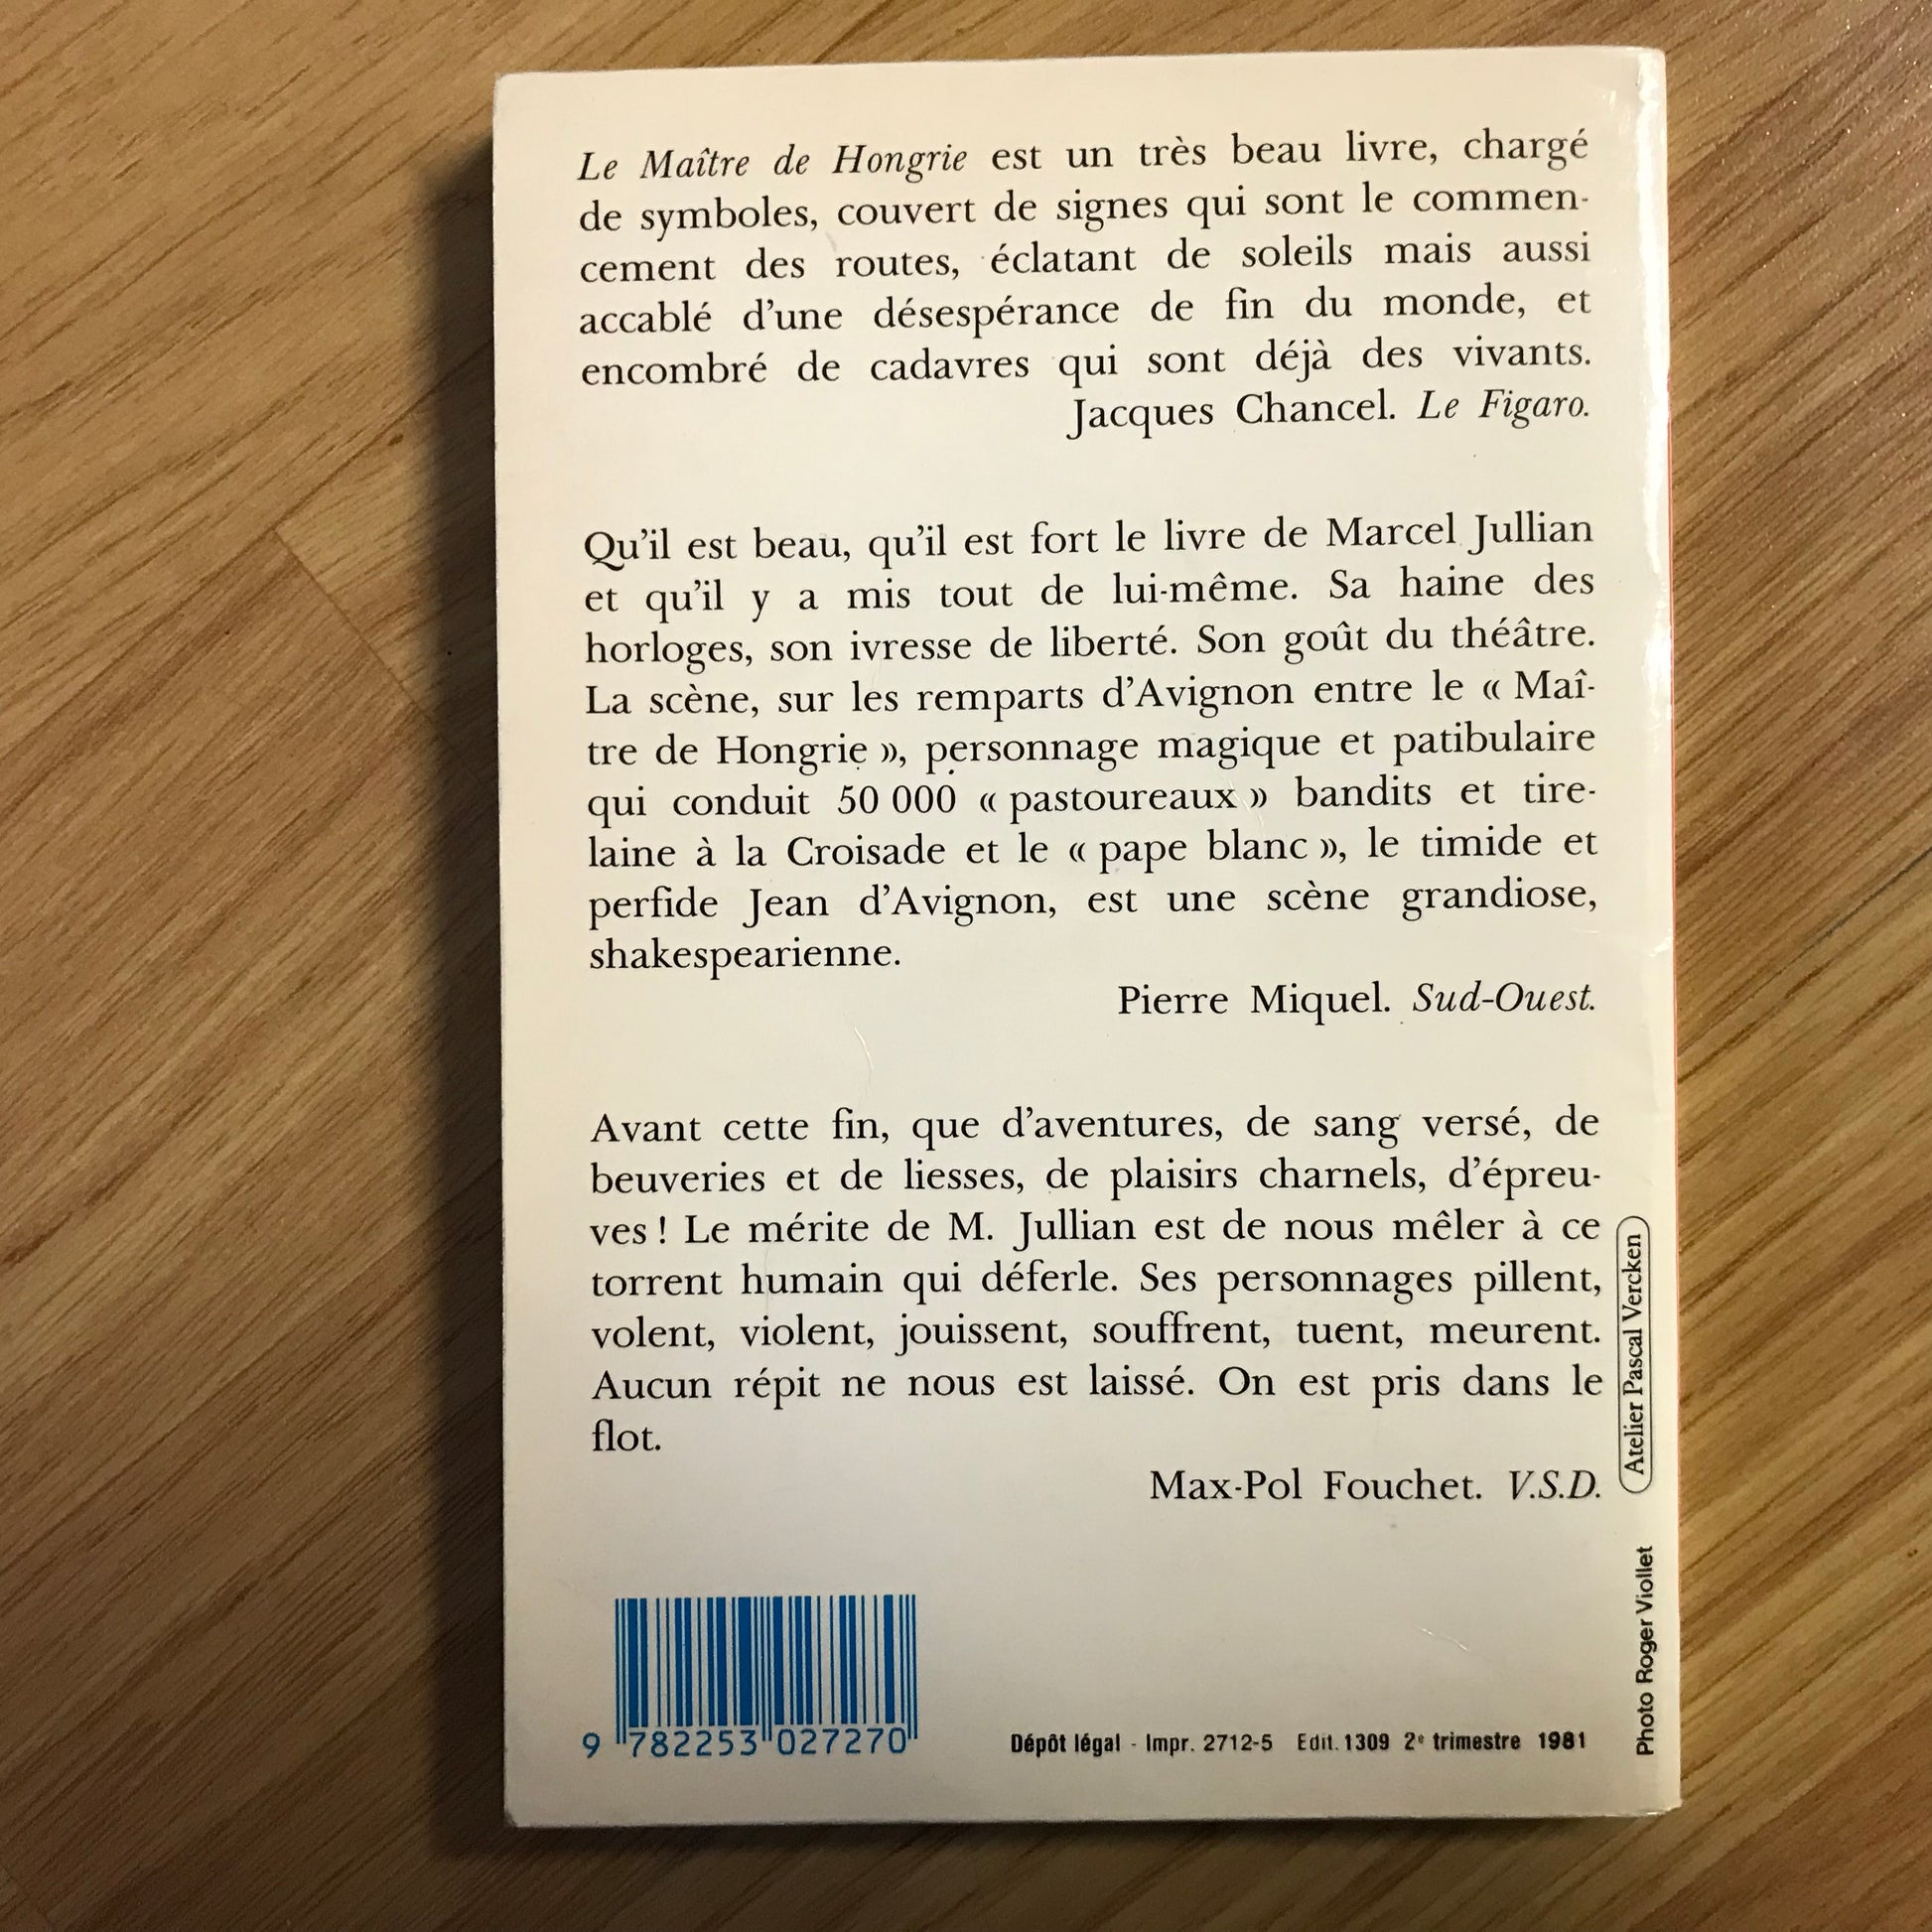 Le Maître de Hongrie est un très beau livre, chargé
de symboles, couvert de signes qui sont le commen-
cement des routes, éclatant de soleils mais aussi
accablé d'une désespérance de fin du monde, et
encombré de cadavres qui sont déjà des vivants.
Jacques Chancel. Le Figaro.
Qu'il est beau, qu'il est fort le livre de Marcel Jullian
et qu'il y a mis tout de lui-même. Sa haine des
horloges, son ivresse de liberté. Son goût du théâtre.
La scène, sur les remparts d'Avignon entre le « Maî-
tre de Hongrie », personnage magique et patibulaire
qui conduit 50 000 « pastoureaux » bandits et tire-
laine à la Croisade et le « pape blanc », le timide et
perfide Jean d'Avignon, est une scène grandiose,
shakespearienne.
Pierre Miquel. Sud-Ouest.
Avant cette fin, que d'aventures, de sang versé, de
beuveries et de liesses, de plaisirs charnels, d'épreu-
ves ! Le mérite de M. Jullian est de nous mêler à ce
torrent humain qui déferle. Ses personnages pillent,
volent, violent, jouissent, souffrent, tuent, meurent.
Aucun répit ne nous est laissé. On est pris dans le
flot.
Max-Pol Fouchet. V.S.D.
Atelier Pascal Vercken
Photo Roger Viollet
9 782253 027270
Dépôt légal - Impr. 2712-5 Edit. 1309 2e trimestre 1981